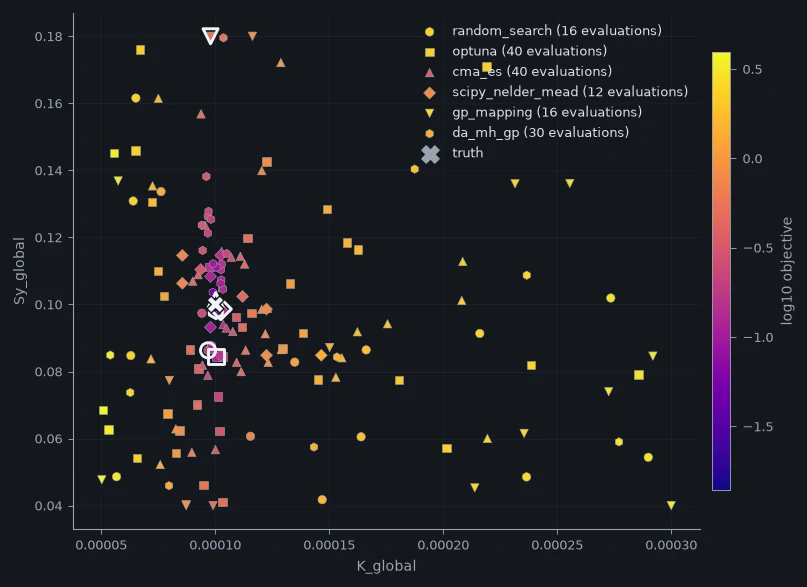 0.18
0.16
0.14
0.12
0.10
0.08
0.06
0.04
Sy_global
0.00005
0.00010
0.00015
0.00020
0.00025
0.00030
K_global
random_search (16 evaluations)
optuna (40 evaluations)
cma_es (40 evaluations)
scipy_nelder_mead (12 evaluations)
gp_mapping (16 evaluations)
da_mh_gp (30 evaluations)
truth
0.5
0.0
−0.5
−1.0
−1.5
log10 objective